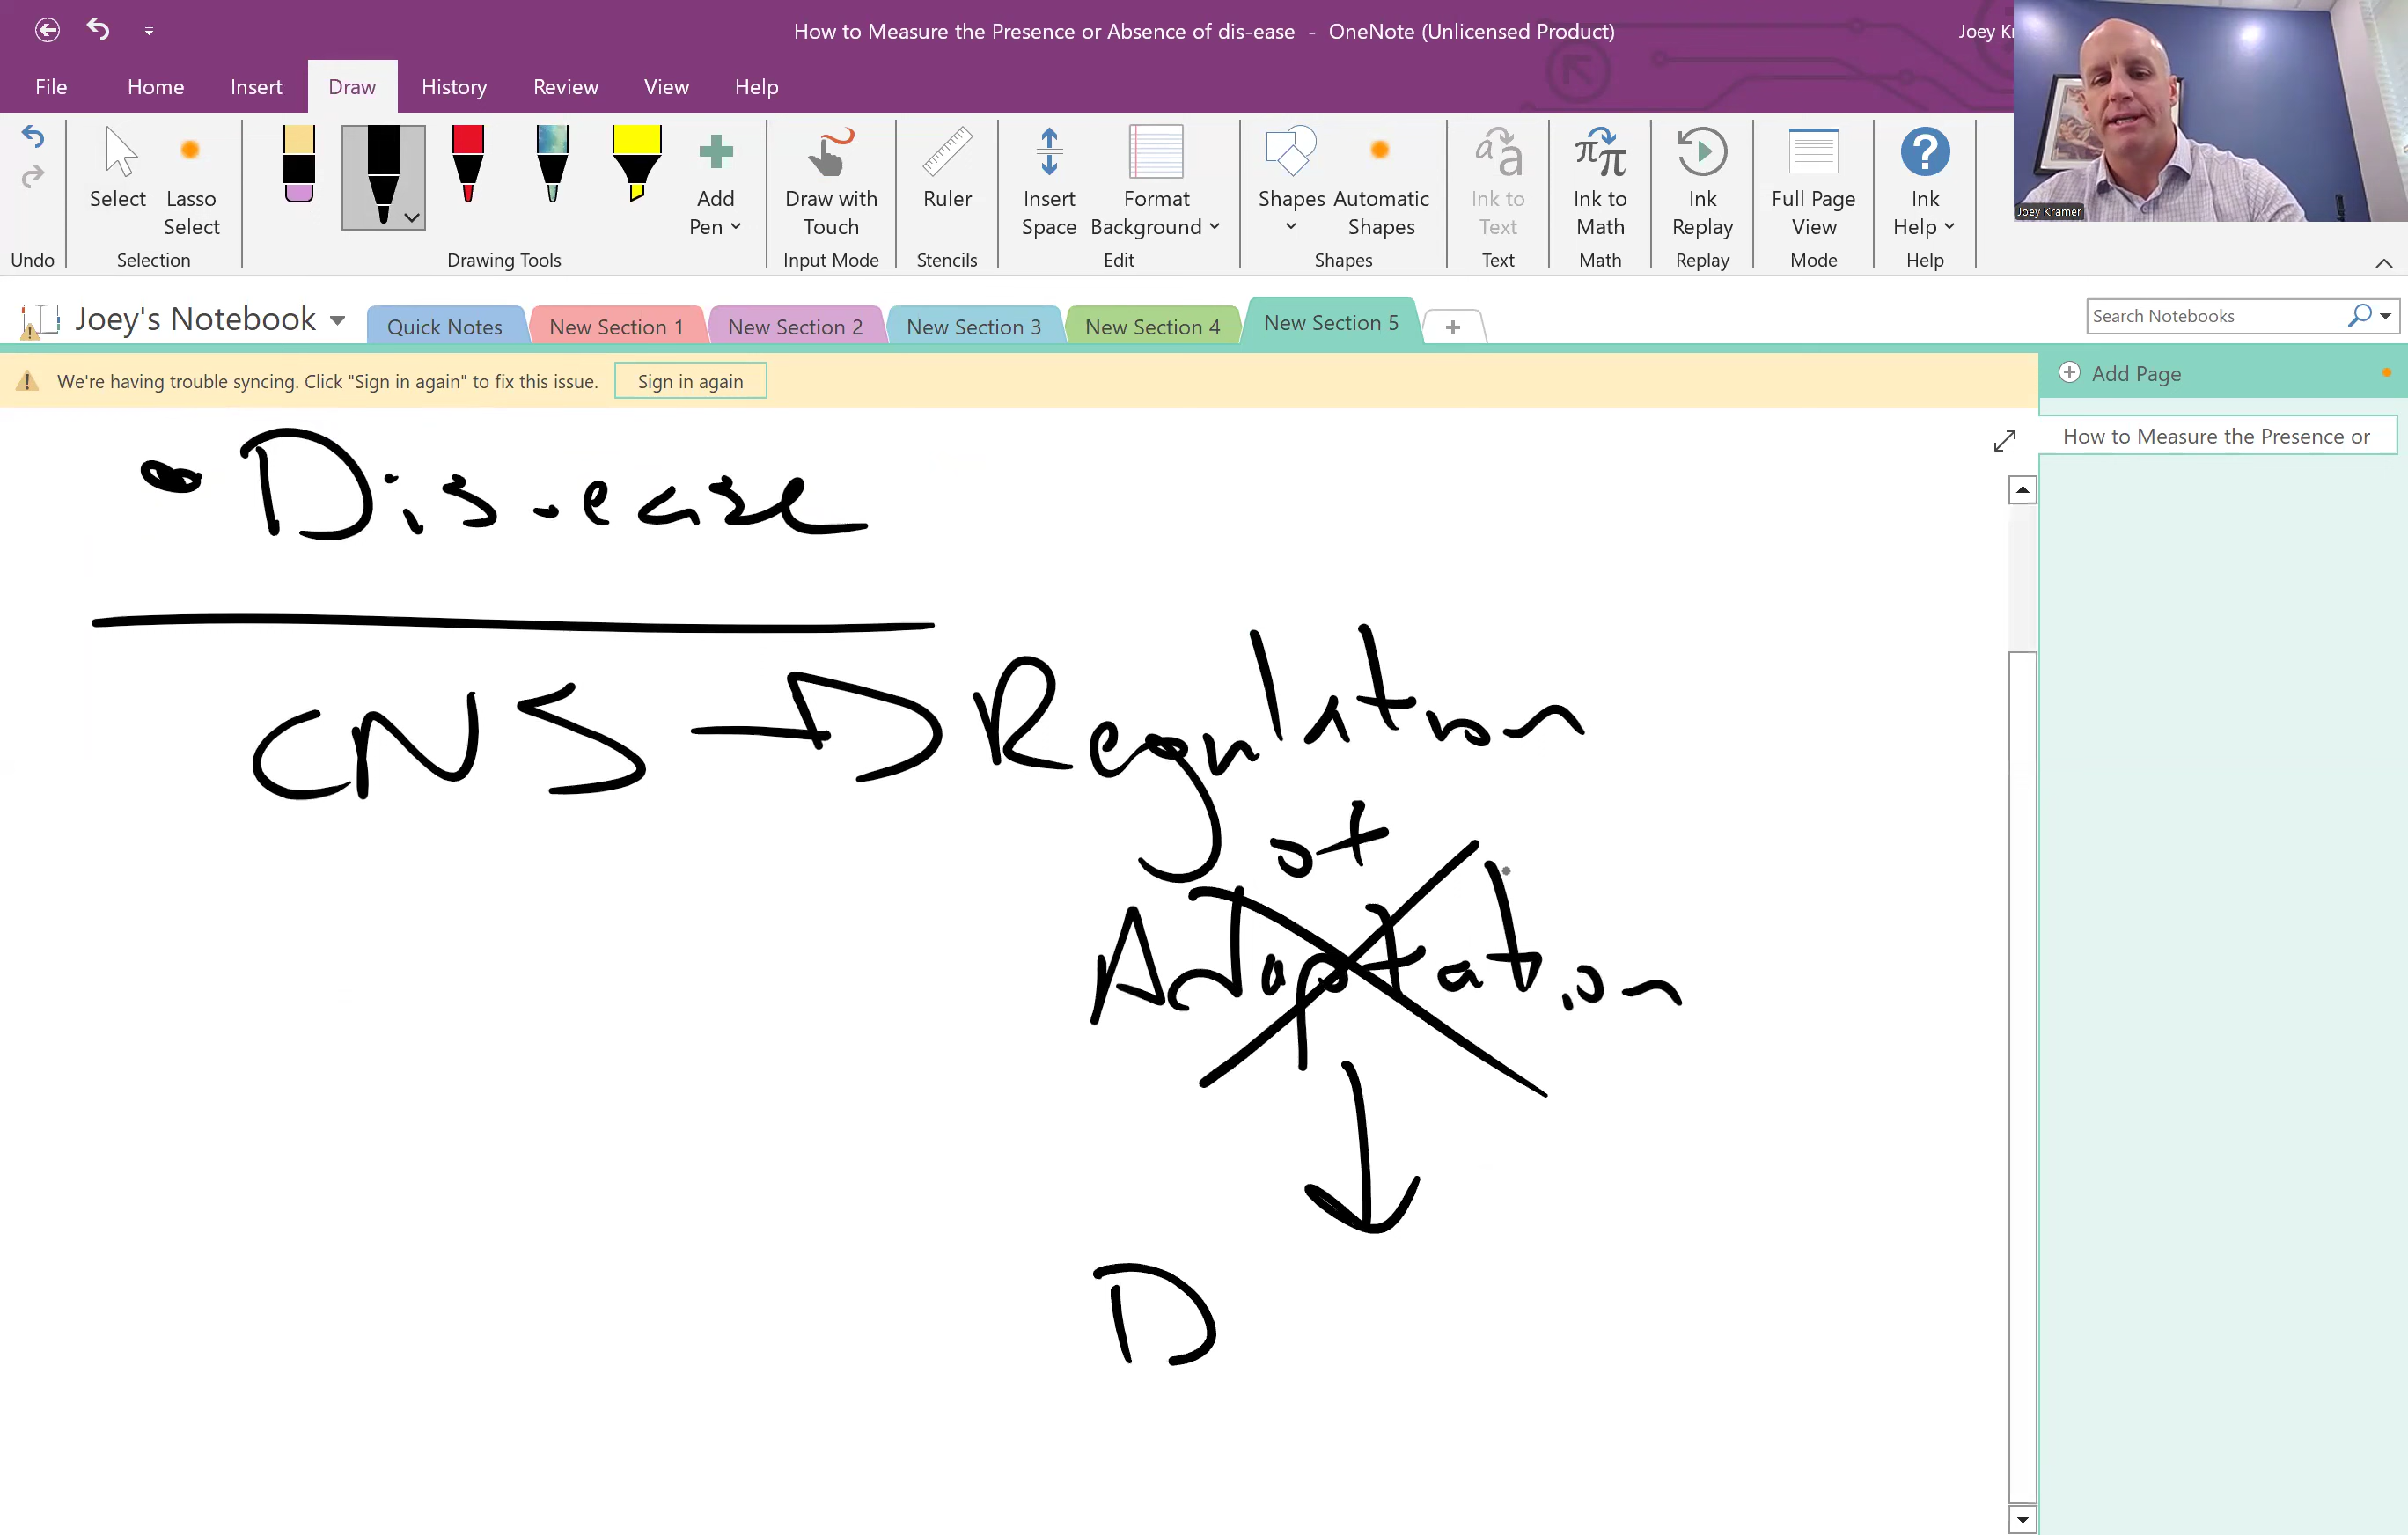 How to Measure the Presence or Absence of dis-ease - OneNote (Unlicensed Product)
Joey Kr
File Home Insert Draw History Review View Help
Select
Lasso Select
Add Pen
Draw with Touch
Ruler
Insert Space
Format Background
Shapes
Automatic Shapes
Ink to Text
Ink to Math
Ink Replay
Full Page View
Ink Help
Joey Kramer
Undo Selection Drawing Tools Input Mode Stencils Edit Shapes Text Math Replay Mode Help
Joey's Notebook Quick Notes New Section 1 New Section 2 New Section 3 New Section 4 New Section 5
Search Notebooks
We're having trouble syncing. Click "Sign in again" to fix this issue. Sign in again
Add Page
How to Measure the Presence or
Dis-ease
CNS → Regulation
of
Adaptation
D